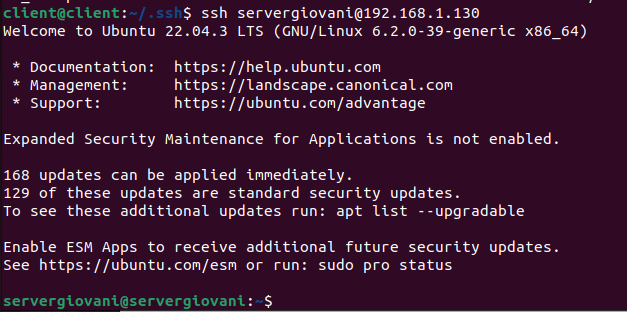 client@client:~/.ssh$ ssh servergiovani@192.168.1.130
Welcome to Ubuntu 22.04.3 LTS (GNU/Linux 6.2.0-39-generic x86_64)
* Documentation: https://help.ubuntu.com
* Management: https://landscape.canonical.com
* Support: https://ubuntu.com/advantage
Expanded Security Maintenance for Applications is not enabled.
168 updates can be applied immediately.
129 of these updates are standard security updates.
To see these additional updates run: apt list --upgradable
Enable ESM Apps to receive additional future security updates.
See https://ubuntu.com/esm or run: sudo pro status
servergiovani@servergiovani:~$